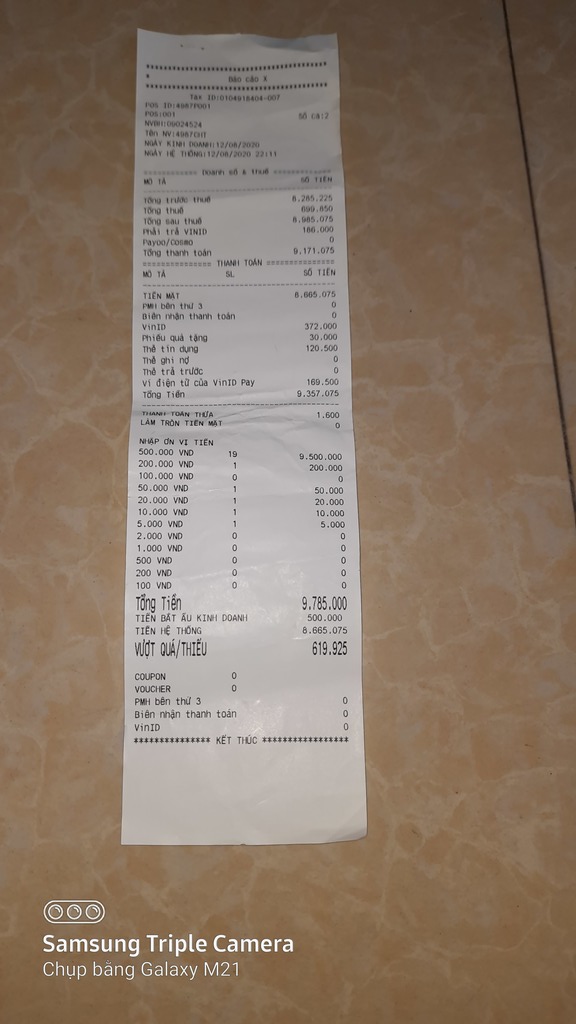 ********************************
* Báo cáo X
********************************
Tax ID:0104918404-007
POS ID:4987P001
POS:001 Số ca:2
NVBH:09024524
Tên NV:4987CHT
NGÀY KINH DOANH:12/08/2020
NGÀY HỆ THỐNG:12/08/2020 22:11
============ Doanh số & thuế ============
MÔ TẢ SỐ TIỀN
Tổng trước thuế 8.285.225
Tổng thuế 699.850
Tổng sau thuế 8.985.075
Phải trả VINID 186.000
Payoo/Cosmo 0
Tổng thanh toán 9.171.075
=============== THANH TOÁN ===============
MÔ TẢ SL SỐ TIỀN
TIỀN MẶT 8.665.075
PMH bên thứ 3 0
Biên nhận thanh toán 0
VinID 372.000
Phiếu quà tặng 30.000
Thẻ tín dụng 120.500
Thẻ ghi nợ 0
Thẻ trả trước 0
Ví điện tử của VinID Pay 169.500
Tổng Tiền 9.357.075
THANH TOÁN THỪA 1.600
LÀM TRÒN TIỀN MẶT 0
NHẬP ƠN VỊ TIỀN
500.000 VND 19 9.500.000
200.000 VND 1 200.000
100.000 VND 0 0
50.000 VND 1 50.000
20.000 VND 1 20.000
10.000 VND 1 10.000
5.000 VND 1 5.000
2.000 VND 0 0
1.000 VND 0 0
500 VND 0 0
200 VND 0 0
100 VND 0 0
Tổng Tiền 9.785.000
TIỀN BẮT ẦU KINH DOANH 500.000
TIỀN HỆ THỐNG 8.665.075
VƯỢT QUÁ/THIẾU 619.925
COUPON 0
VOUCHER 0
PMH bên thứ 3 0
Biên nhận thanh toán 0
VinID 0
*************** KẾT THÚC *****************
Samsung Triple Camera
Chụp bằng Galaxy M21